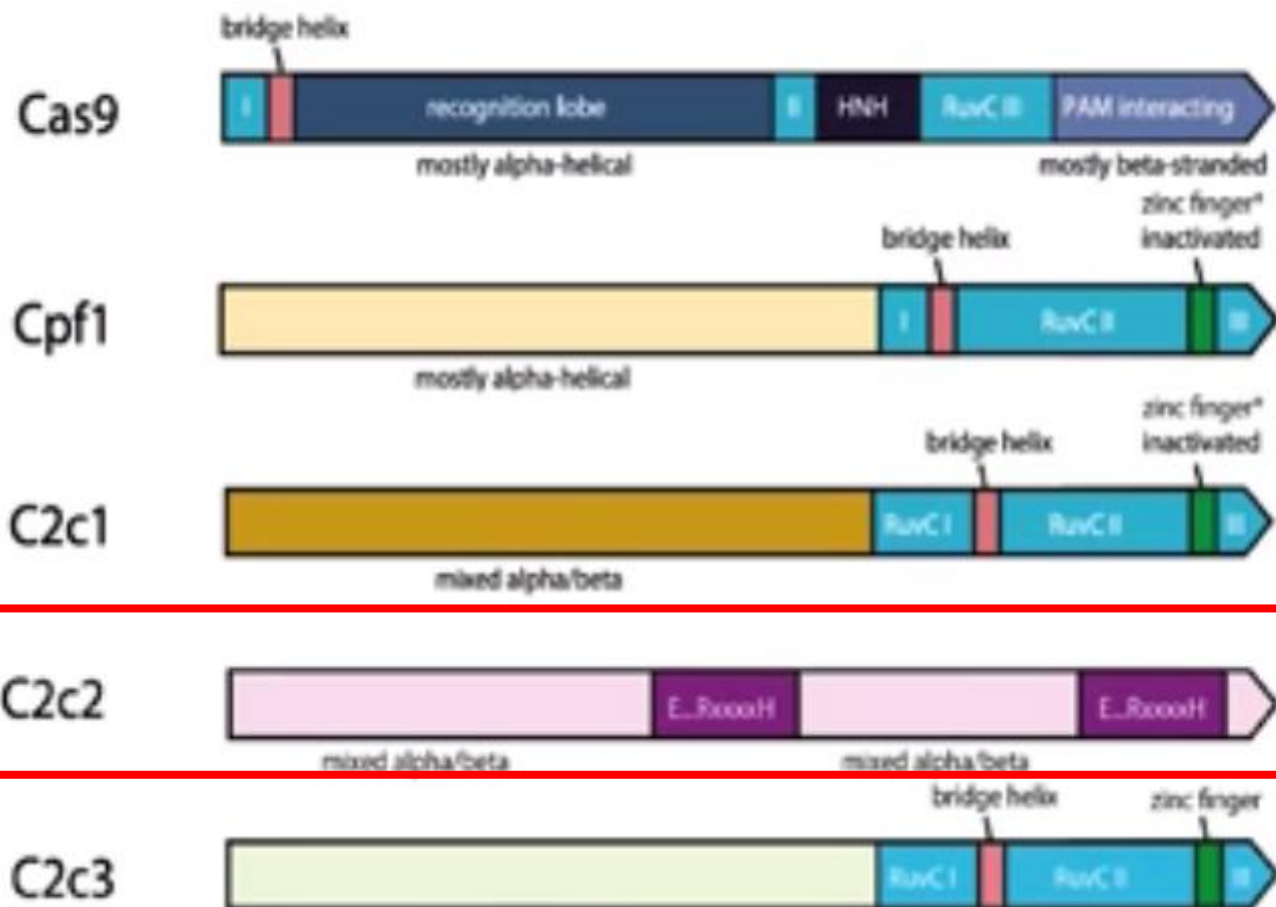 bridge helix
Cas9
I recognition lobe II HNH RuvC III PAM interacting
mostly alpha-helical mostly beta-stranded
zinc finger*
bridge helix inactivated
Cpf1
I RuvC II III
mostly alpha-helical
zinc finger*
bridge helix inactivated
C2c1
RuvC I RuvC II III
mixed alpha/beta
C2c2
E...RxxxxH E...RxxxxH
mixed alpha/beta mixed alpha/beta
bridge helix zinc finger
C2c3
RuvC I RuvC II III